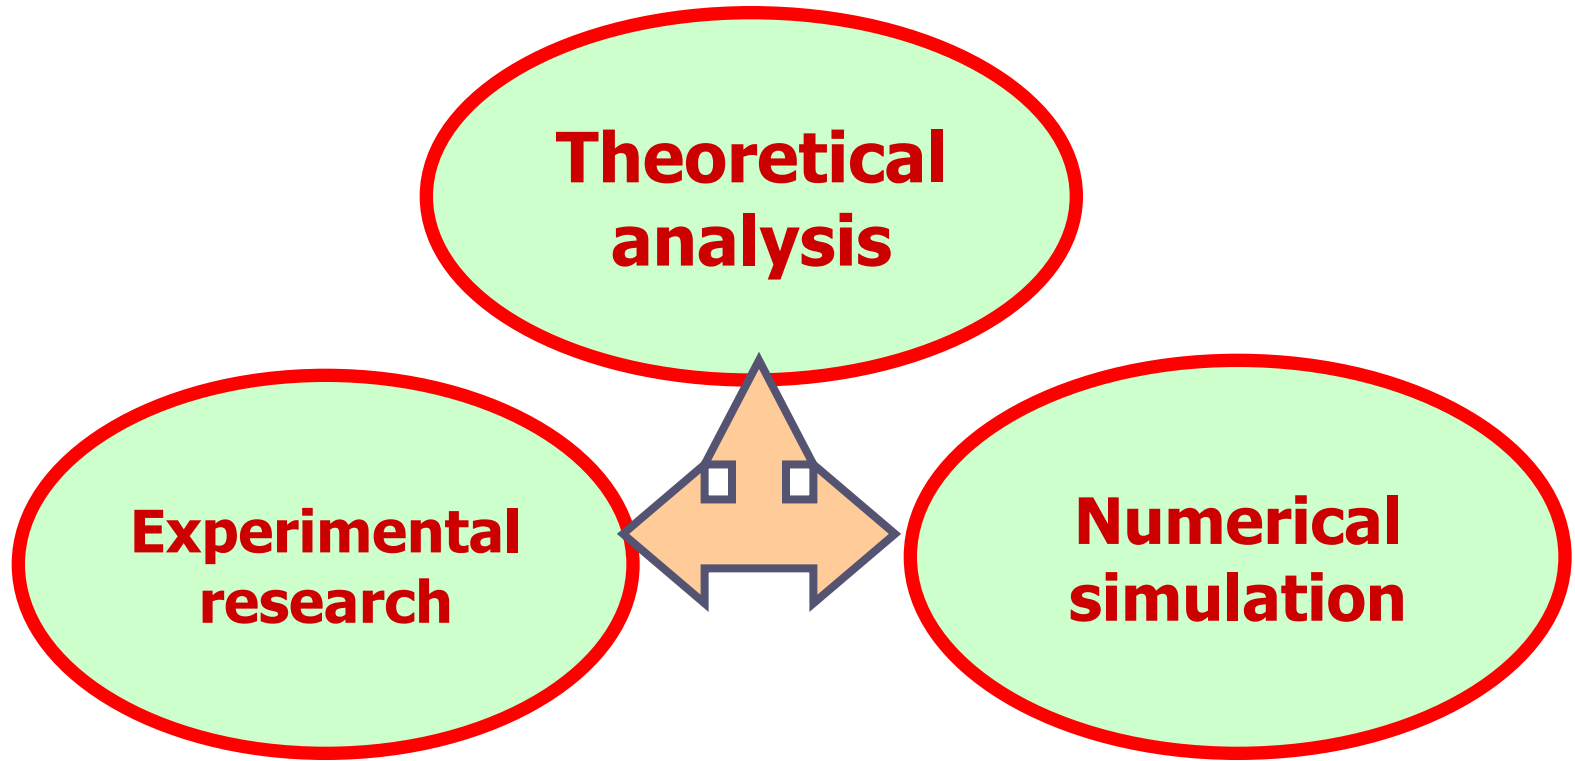 Theoretical
analysis
Experimental
research
Numerical
simulation